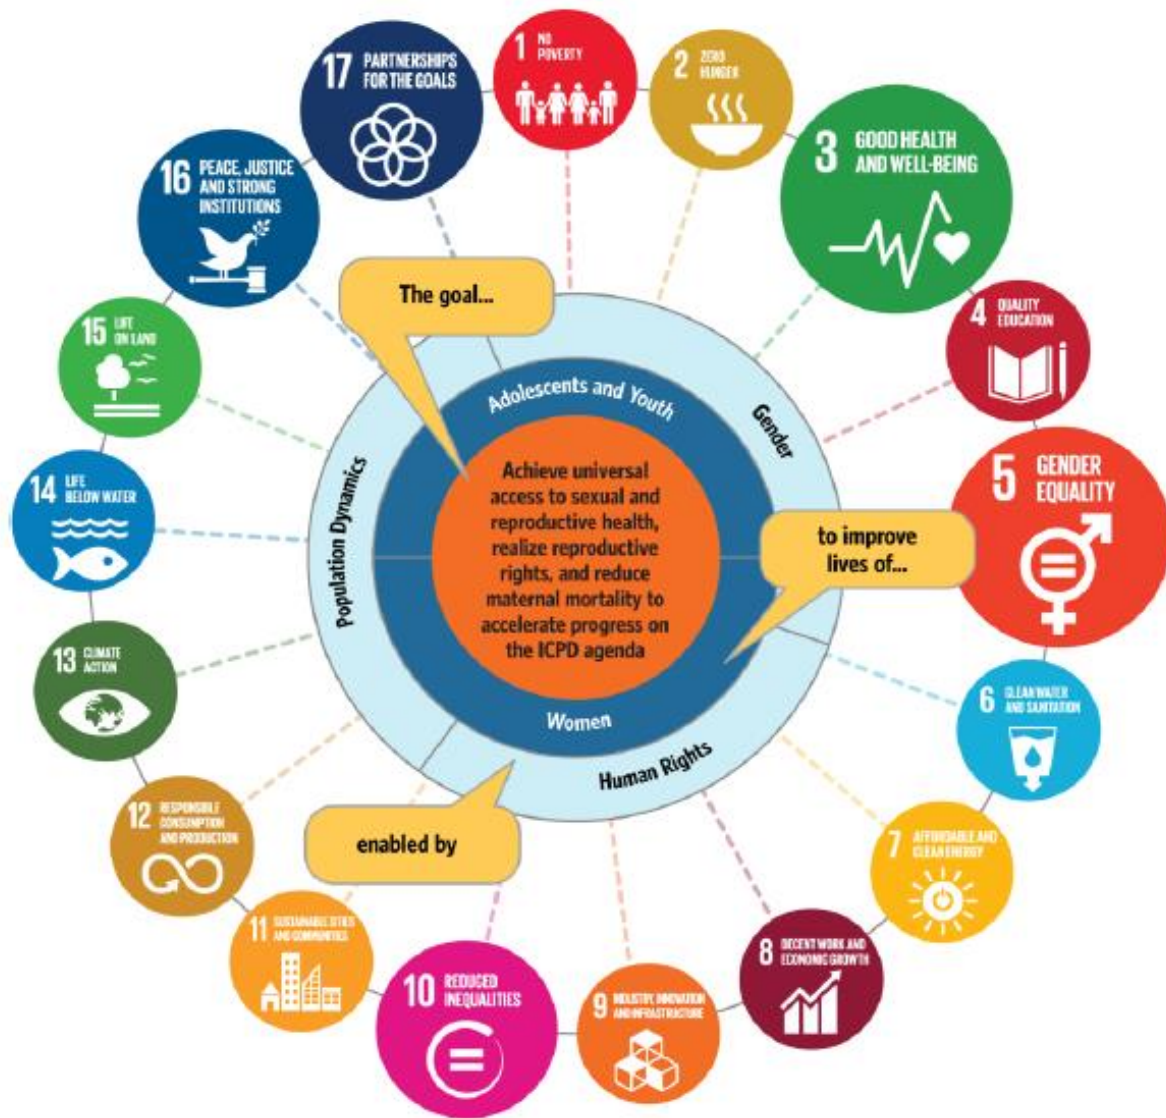 1 NO
POVERTY
2 ZERO
HUNGER
3 GOOD HEALTH
AND WELL-BEING
4 QUALITY
EDUCATION
5 GENDER
EQUALITY
6 CLEAN WATER
AND SANITATION
7 AFFORDABLE AND
CLEAN ENERGY
8 DECENT WORK AND
ECONOMIC GROWTH
9 INDUSTRY, INNOVATION
AND INFRASTRUCTURE
10 REDUCED
INEQUALITIES
11 SUSTAINABLE CITIES
AND COMMUNITIES
12 RESPONSIBLE
CONSUMPTION
AND PRODUCTION
13 CLIMATE
ACTION
14 LIFE
BELOW WATER
15 LIFE
ON LAND
16 PEACE, JUSTICE
AND STRONG
INSTITUTIONS
17 PARTNERSHIPS
FOR THE GOALS
The goal...
Achieve universal
access to sexual and
reproductive health,
realize reproductive
rights, and reduce
maternal mortality to
accelerate progress on
the ICPD agenda
to improve
lives of...
Adolescents and Youth
Women
enabled by
Gender
Human Rights
Population Dynamics